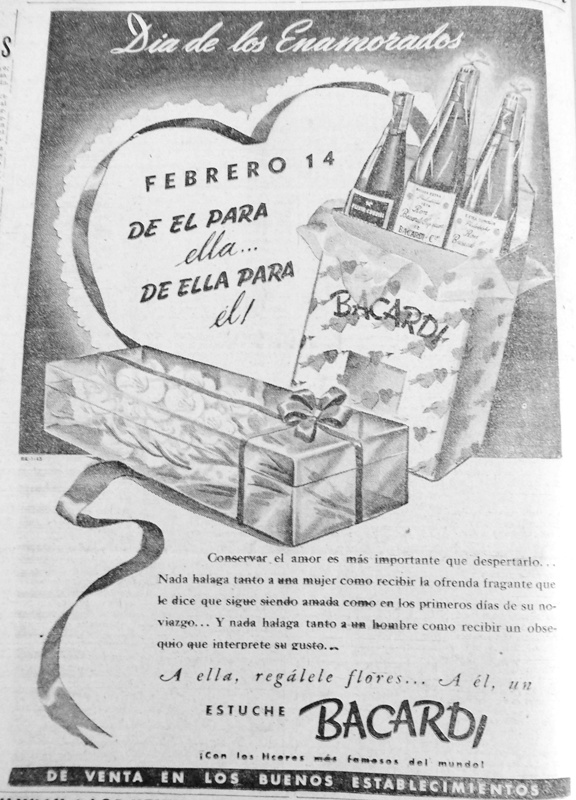 Dia de los Enamorados
FEBRERO 14
DE EL PARA
ella...
DE ELLA PARA
él!
BACARDI
Conservar el amor es más importante que despertarlo...
Nada halaga tanto a una mujer como recibir la ofrenda fragante que
le dice que sigue siendo amada como en los primeros días de su no-
viazgo... Y nada halaga tanto a un hombre como recibir un obse-
quio que interprete su gusto...
A ella, regálele flores... A él, un
ESTUCHE BACARDI
¡Con los licores más famosos del mundo!
DE VENTA EN LOS BUENOS ESTABLECIMIENTOS